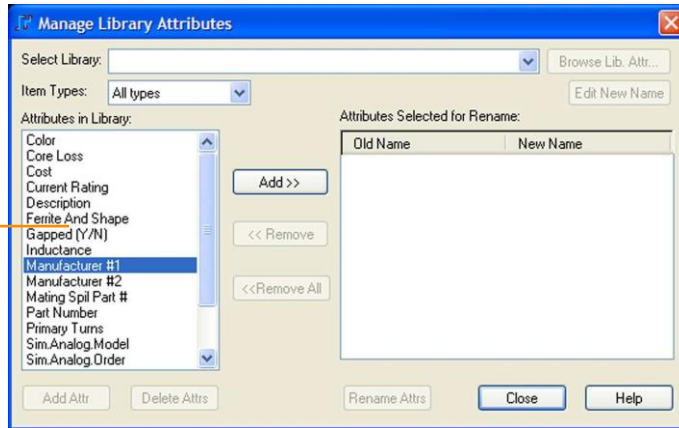 Manage Library Attributes
Select Library:
Browse Lib. Attr...
Item Types:
All types
Edit New Name
Attributes in Library:
Attributes Selected for Rename:
Color
Core Loss
Cost
Current Rating
Description
Ferrite And Shape
Gapped (Y/N)
Inductance
Manufacturer #1
Manufacturer #2
Mating Spil Part #
Part Number
Primary Turns
Sim.Analog.Model
Sim.Analog.Order
Add >>
<< Remove
<<Remove All
Old Name New Name
Add Attr
Delete Attrs
Rename Attrs
Close
Help